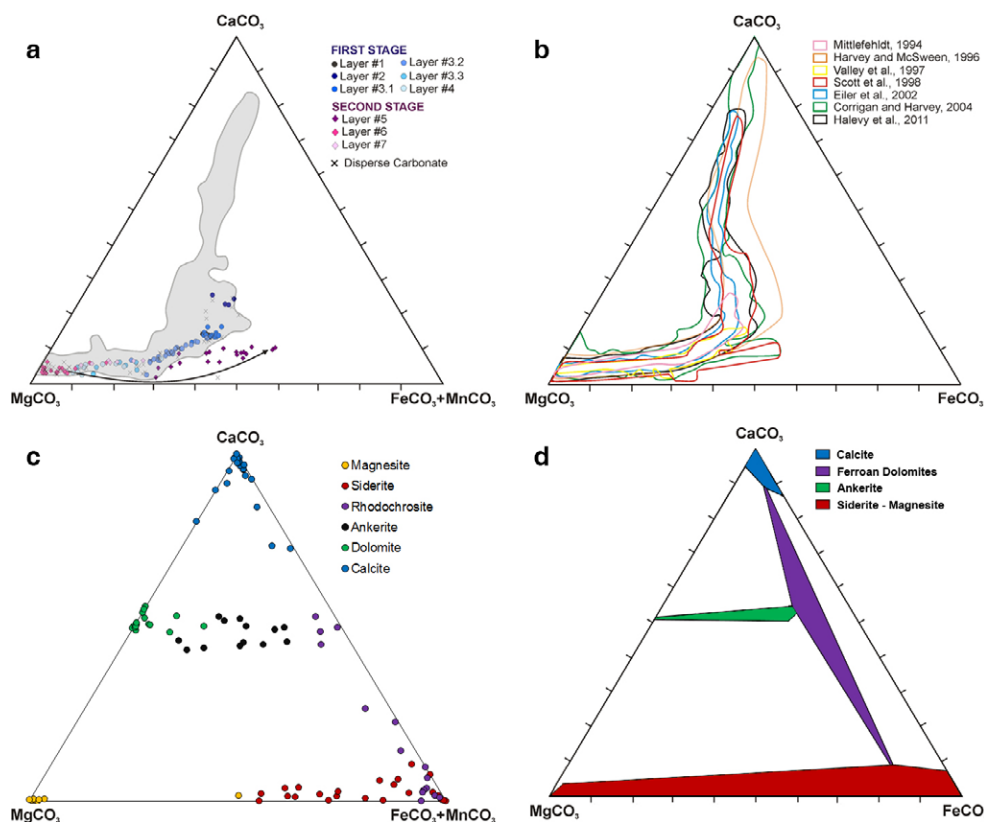 a
CaCO₃
FIRST STAGE
Layer #1
Layer #2
Layer #3.1
Layer #3.2
Layer #3.3
Layer #4
SECOND STAGE
Layer #5
Layer #6
Layer #7
Disperse Carbonate
MgCO₃
FeCO₃+MnCO₃
b
CaCO₃
Mittlefehldt, 1994
Harvey and McSween, 1996
Valley et al., 1997
Scott et al., 1998
Eiler et al., 2002
Corrigan and Harvey, 2004
Halevy et al., 2011
MgCO₃
FeCO₃
c
CaCO₃
Magnesite
Siderite
Rhodochrosite
Ankerite
Dolomite
Calcite
MgCO₃
FeCO₃+MnCO₃
d
CaCO₃
Calcite
Ferroan Dolomites
Ankerite
Siderite - Magnesite
MgCO₃
FeCO